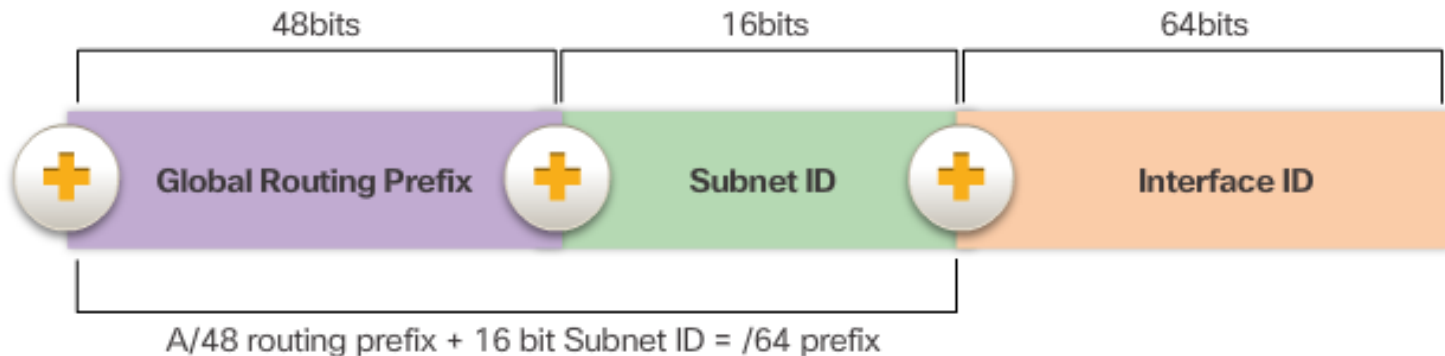 48bits 16bits 64bits
Global Routing Prefix Subnet ID Interface ID
A/48 routing prefix + 16 bit Subnet ID = /64 prefix